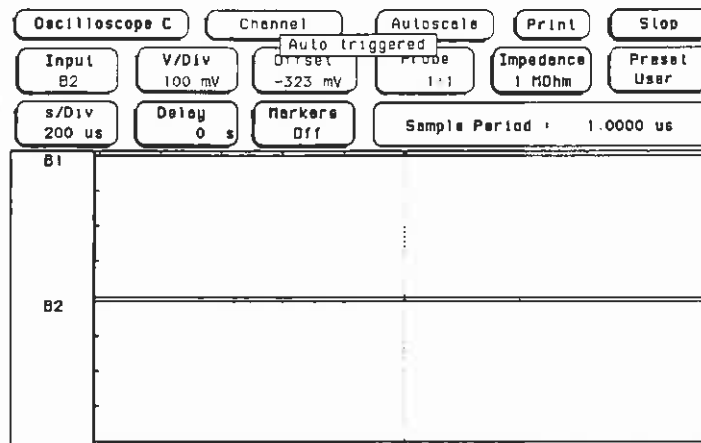 Oscilloscope C Channel Autoscale Print Stop
Auto triggered
Input V/Div Offset Probe Impedance Preset
B2 100 mV -323 mV 1:1 1 MOhm User
s/Div Delay Markers Sample Period : 1.0000 us
200 us 0 s Off
B1
B2